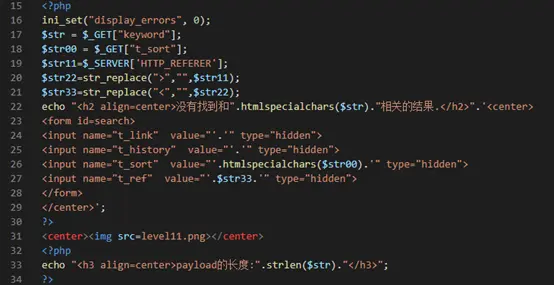 15 <?php
16 ini_set("display_errors", 0);
17 $str = $_GET["keyword"];
18 $str00 = $_GET["t_sort"];
19 $str11=$_SERVER['HTTP_REFERER'];
20 $str22=str_replace(">","",$str11);
21 $str33=str_replace("<","",$str22);
22 echo "<h2 align=center>没有找到和".htmlspecialchars($str)."相关的结果.</h2>".'<center>
23 <form id=search>
24 <input name="t_link"  value="'.'" type="hidden">
25 <input name="t_history"  value="'.'" type="hidden">
26 <input name="t_sort"  value="'.htmlspecialchars($str00).'" type="hidden">
27 <input name="t_ref"  value="'.$str33.'" type="hidden">
28 </form>
29 </center>';
30 ?>
31 <center><img src=level11.png></center>
32 <?php
33 echo "<h3 align=center>payload的长度:".strlen($str)."</h3>";
34 ?>